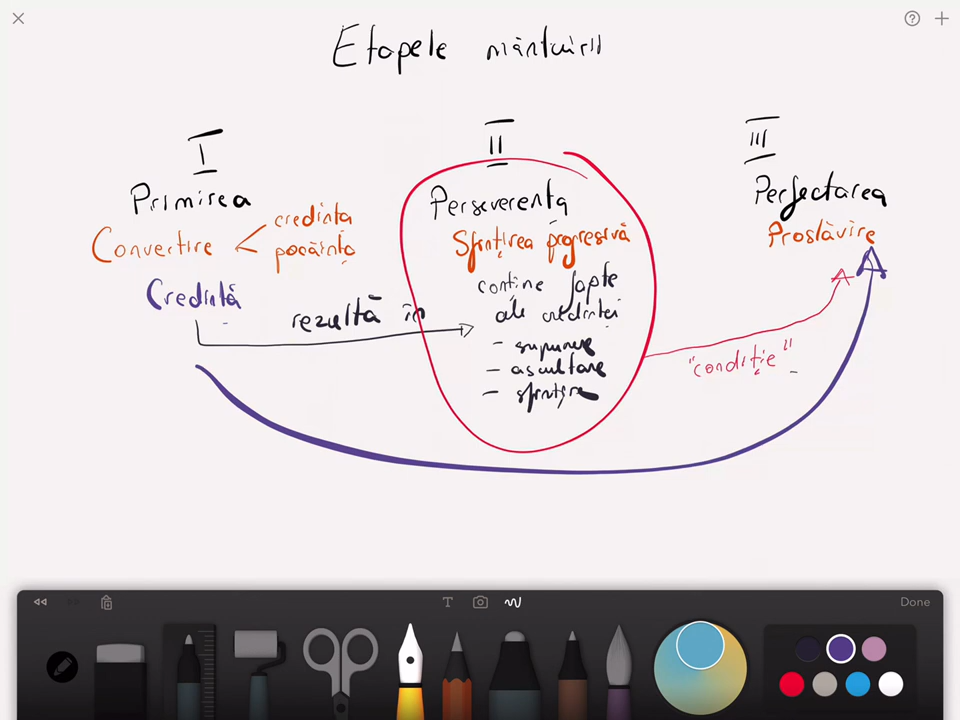 Etapele mântuirii
I
Primirea
Convertire < credința
pocăința
Credință
rezultă în
II
Perseverența
Sfințirea progresivă
conține fapte
ale credinței
- supunere
- ascultare
- sfințire
III
Perfectarea
Proslăvire
"condiție"
T
Done